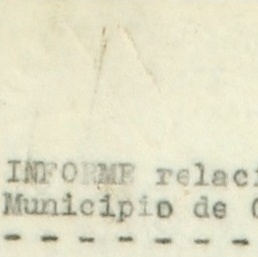 INFORME relaci
Municipio de
- - - - - - -